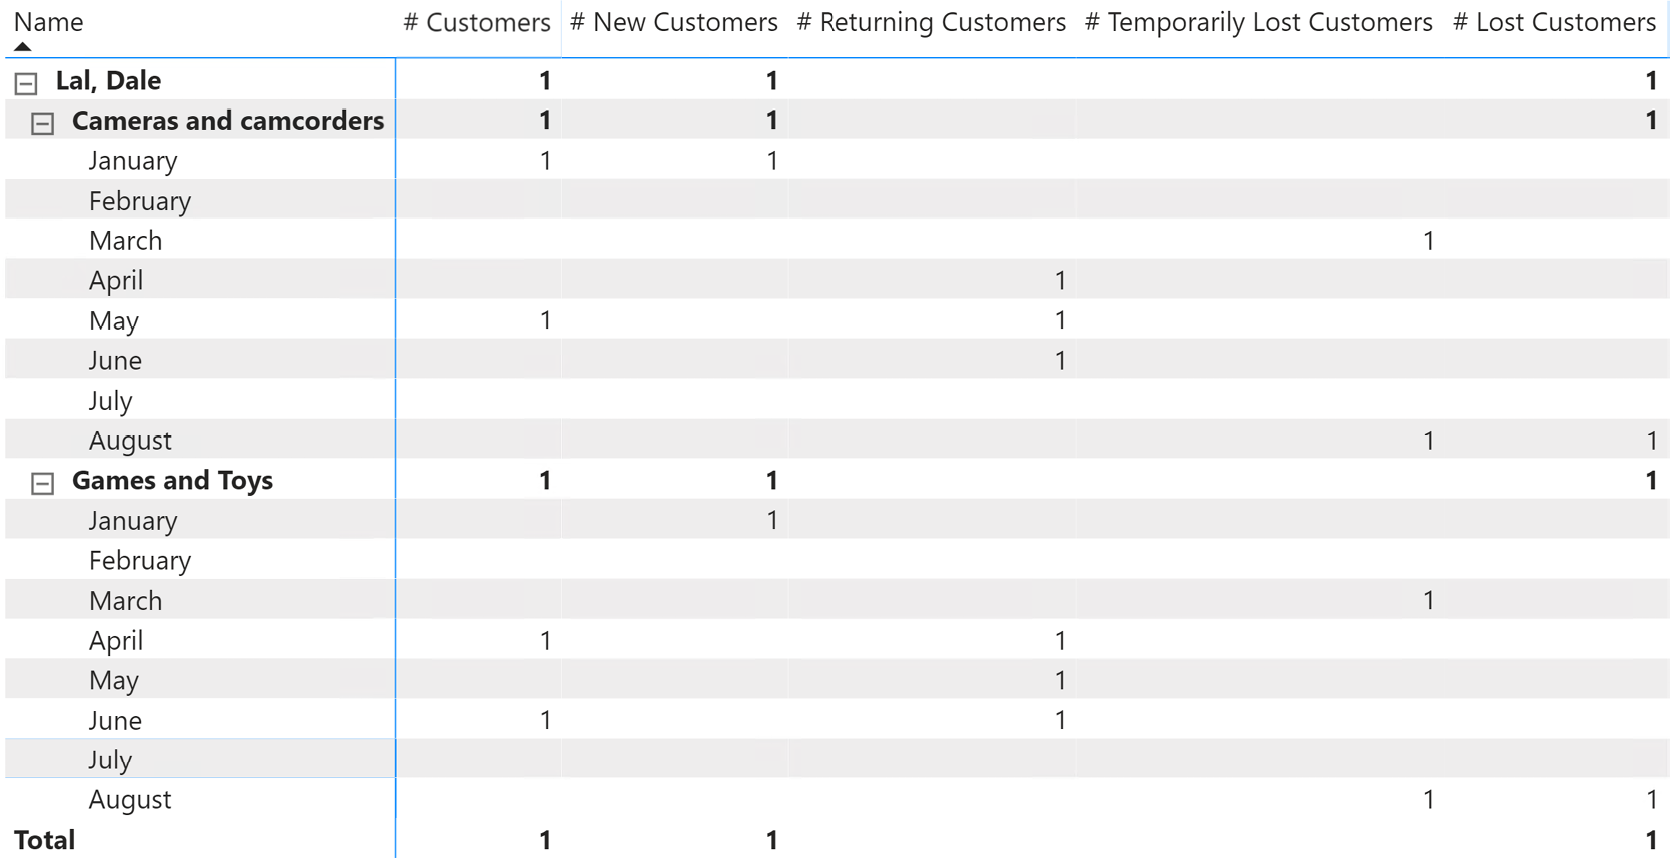 Name # Customers # New Customers # Returning Customers # Temporarily Lost Customers # Lost Customers
Lal, Dale 1 1 1
Cameras and camcorders 1 1 1
January 1 1
February
March 1
April 1
May 1 1
June 1
July
August 1 1
Games and Toys 1 1 1
January 1
February
March 1
April 1 1
May 1
June 1 1
July
August 1 1
Total 1 1 1